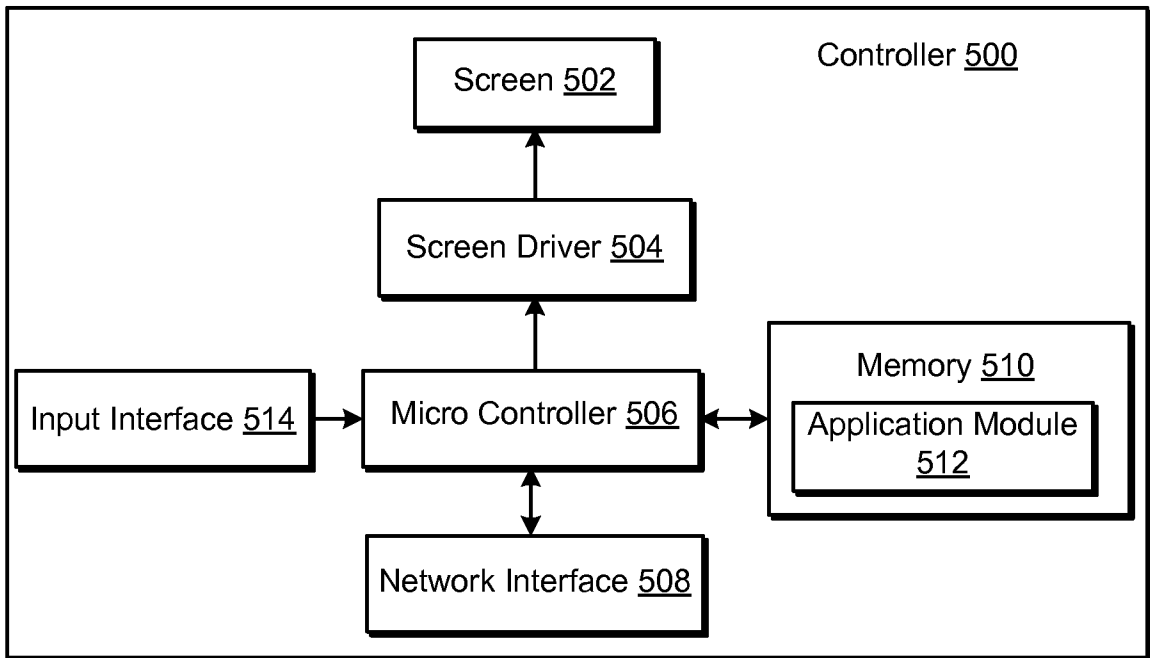 Controller 500
Screen 502
Screen Driver 504
Memory 510
Input Interface 514
Micro Controller 506
Application Module
512
Network Interface 508